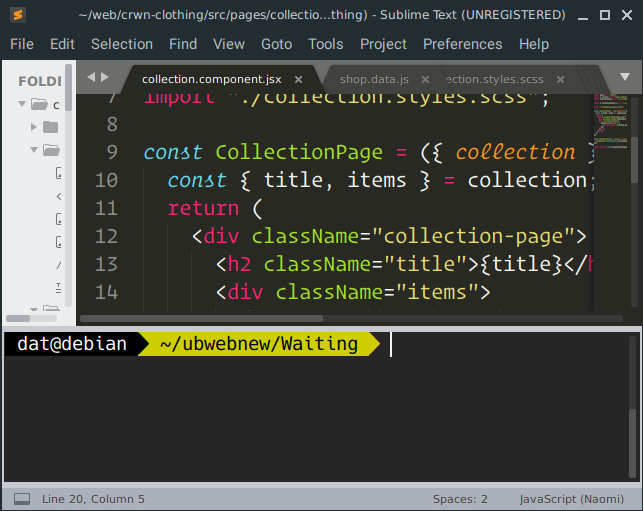 ~/web/crwn-clothing/src/pages/collectio...thing) - Sublime Text (UNREGISTERED)
File Edit Selection Find View Goto Tools Project Preferences Help
FOLDE
collection.component.jsx × shop.data.js × ection.styles.scss ×
c
7 import "./collection.styles.scss";
8
9 const CollectionPage = ({ collection }
10 const { title, items } = collection;
11 return (
12 <div className="collection-page">
13 <h2 className="title">{title}</h
14 <div className="items">
dat@debian ~/ubwebnew/Waiting
Line 20, Column 5 Spaces: 2 JavaScript (Naomi)